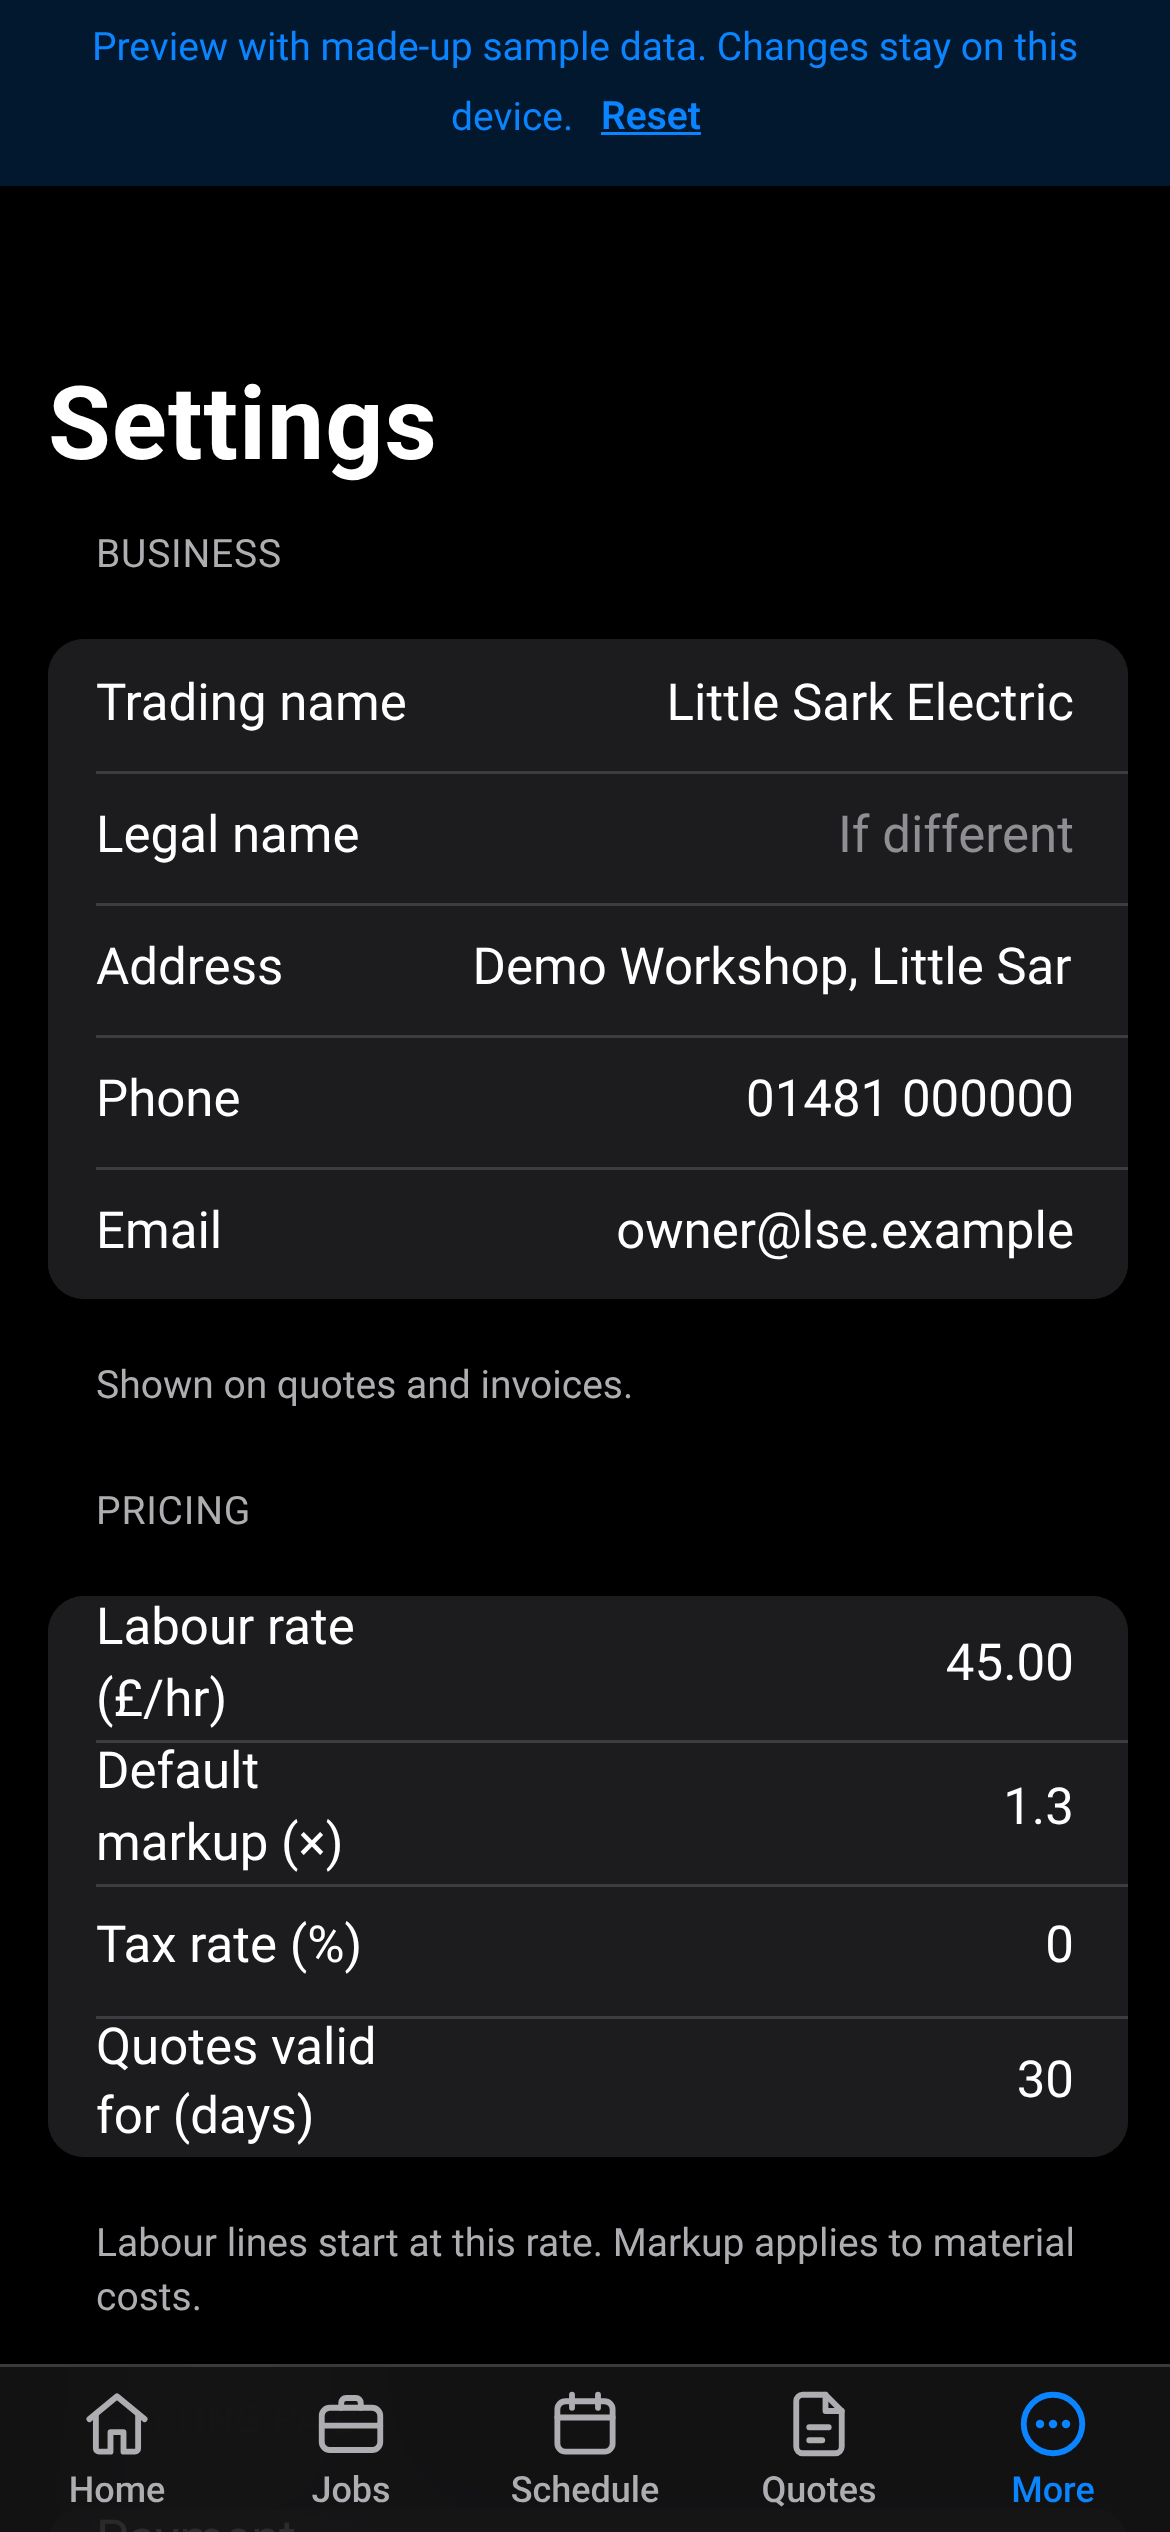 Preview with made-up sample data. Changes stay on this
device. Reset
Settings
BUSINESS
Trading name Little Sark Electric
Legal name If different
Address Demo Workshop, Little Sar
Phone 01481 000000
Email owner@lse.example
Shown on quotes and invoices.
PRICING
Labour rate
(£/hr) 45.00
Default
markup (×) 1.3
Tax rate (%) 0
Quotes valid
for (days) 30
Labour lines start at this rate. Markup applies to material
costs.
Home Jobs Schedule Quotes More